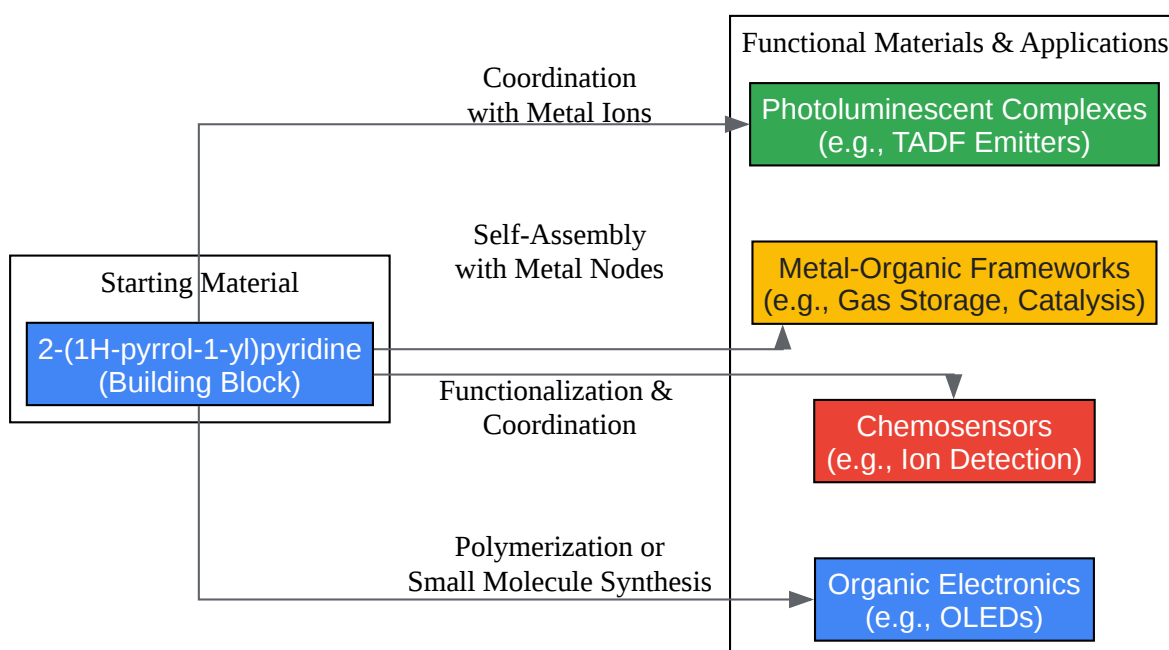 Functional Materials & Applications
Coordination
with Metal Ions
Photoluminescent Complexes
(e.g., TADF Emitters)
Self-Assembly
with Metal Nodes
Metal-Organic Frameworks
(e.g., Gas Storage, Catalysis)
Starting Material
2-(1H-pyrrol-1-yl)pyridine
(Building Block)
Functionalization &
Coordination
Chemosensors
(e.g., Ion Detection)
Polymerization or
Small Molecule Synthesis
Organic Electronics
(e.g., OLEDs)